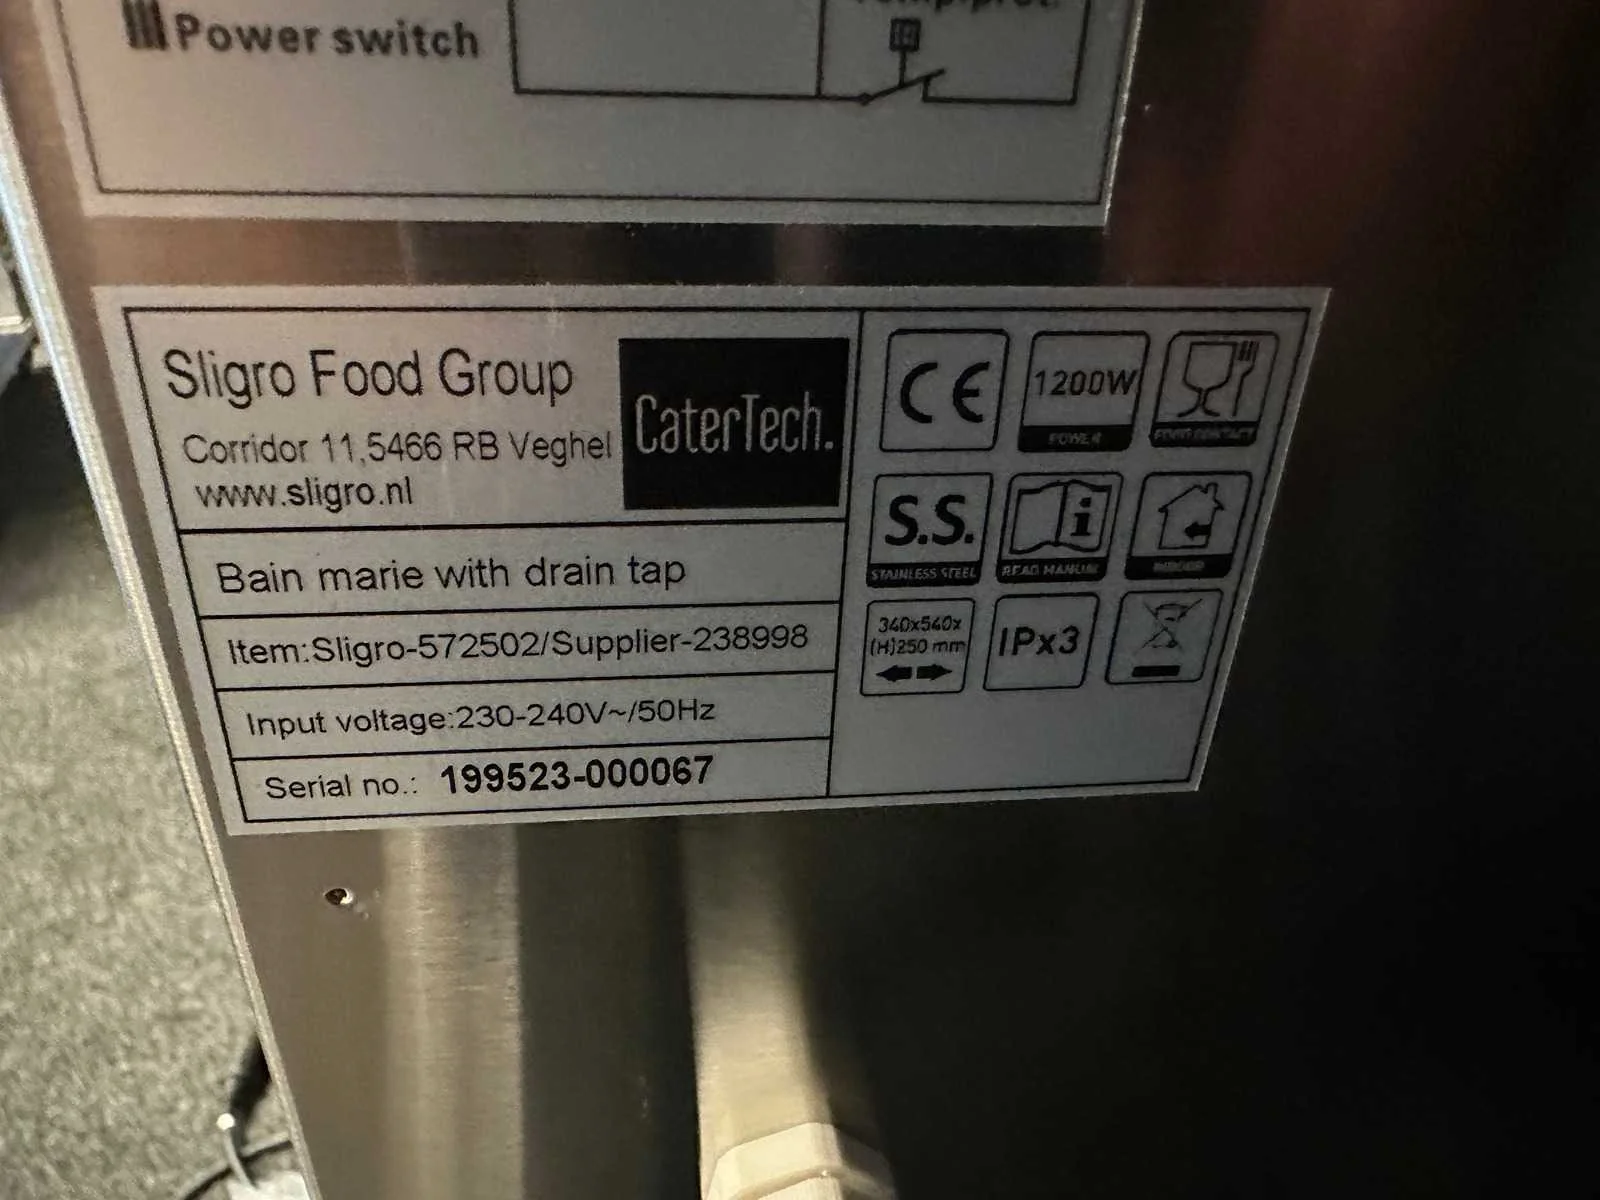 Power switch
Sligro Food Group
Corridor 11,5466 RB Veghel
www.sligro.nl
CaterTech.
Bain marie with drain tap
Item:Sligro-572502/Supplier-238998
Input voltage:230-240V~/50Hz
Serial no.: 199523-000067
CE
1200W
POWER
FOOD CONTACT
S.S.
STAINLESS STEEL
i
READ MANUAL
INDOOR
340x540x
(H)250 mm
IPx3